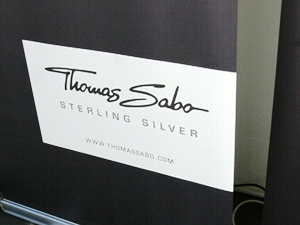 Thomas Sabo
STERLING SILVER
WWW.THOMASSABO.COM